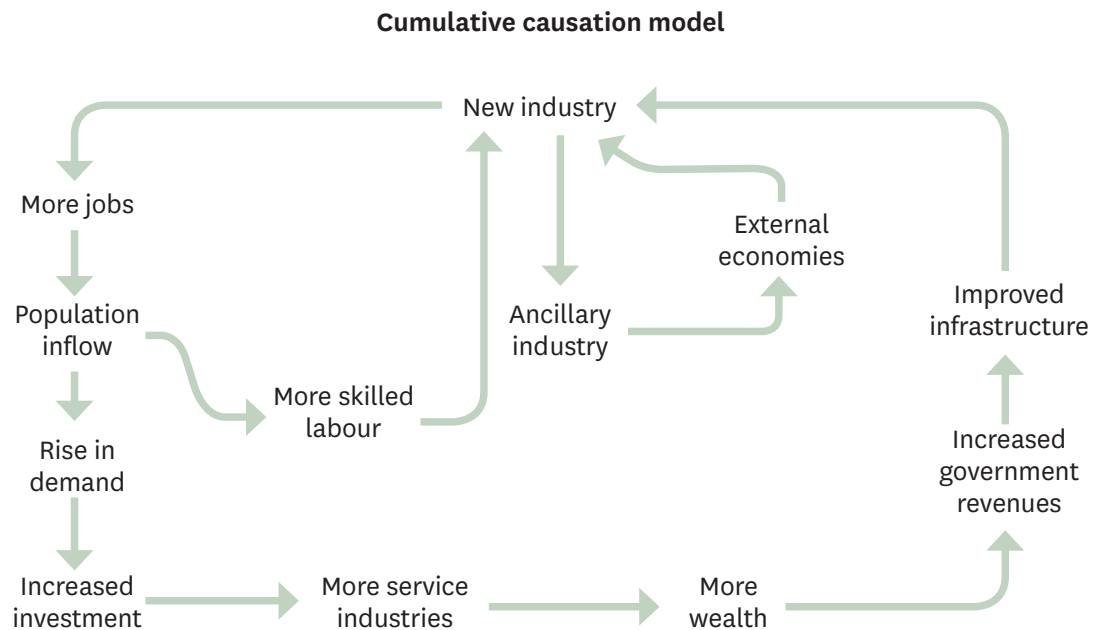 Cumulative causation model
New industry
More jobs
External
economies
Population
inflow
Ancillary
industry
Improved
infrastructure
More skilled
labour
Rise in
demand
Increased
government
revenues
Increased
investment
More service
industries
More
wealth